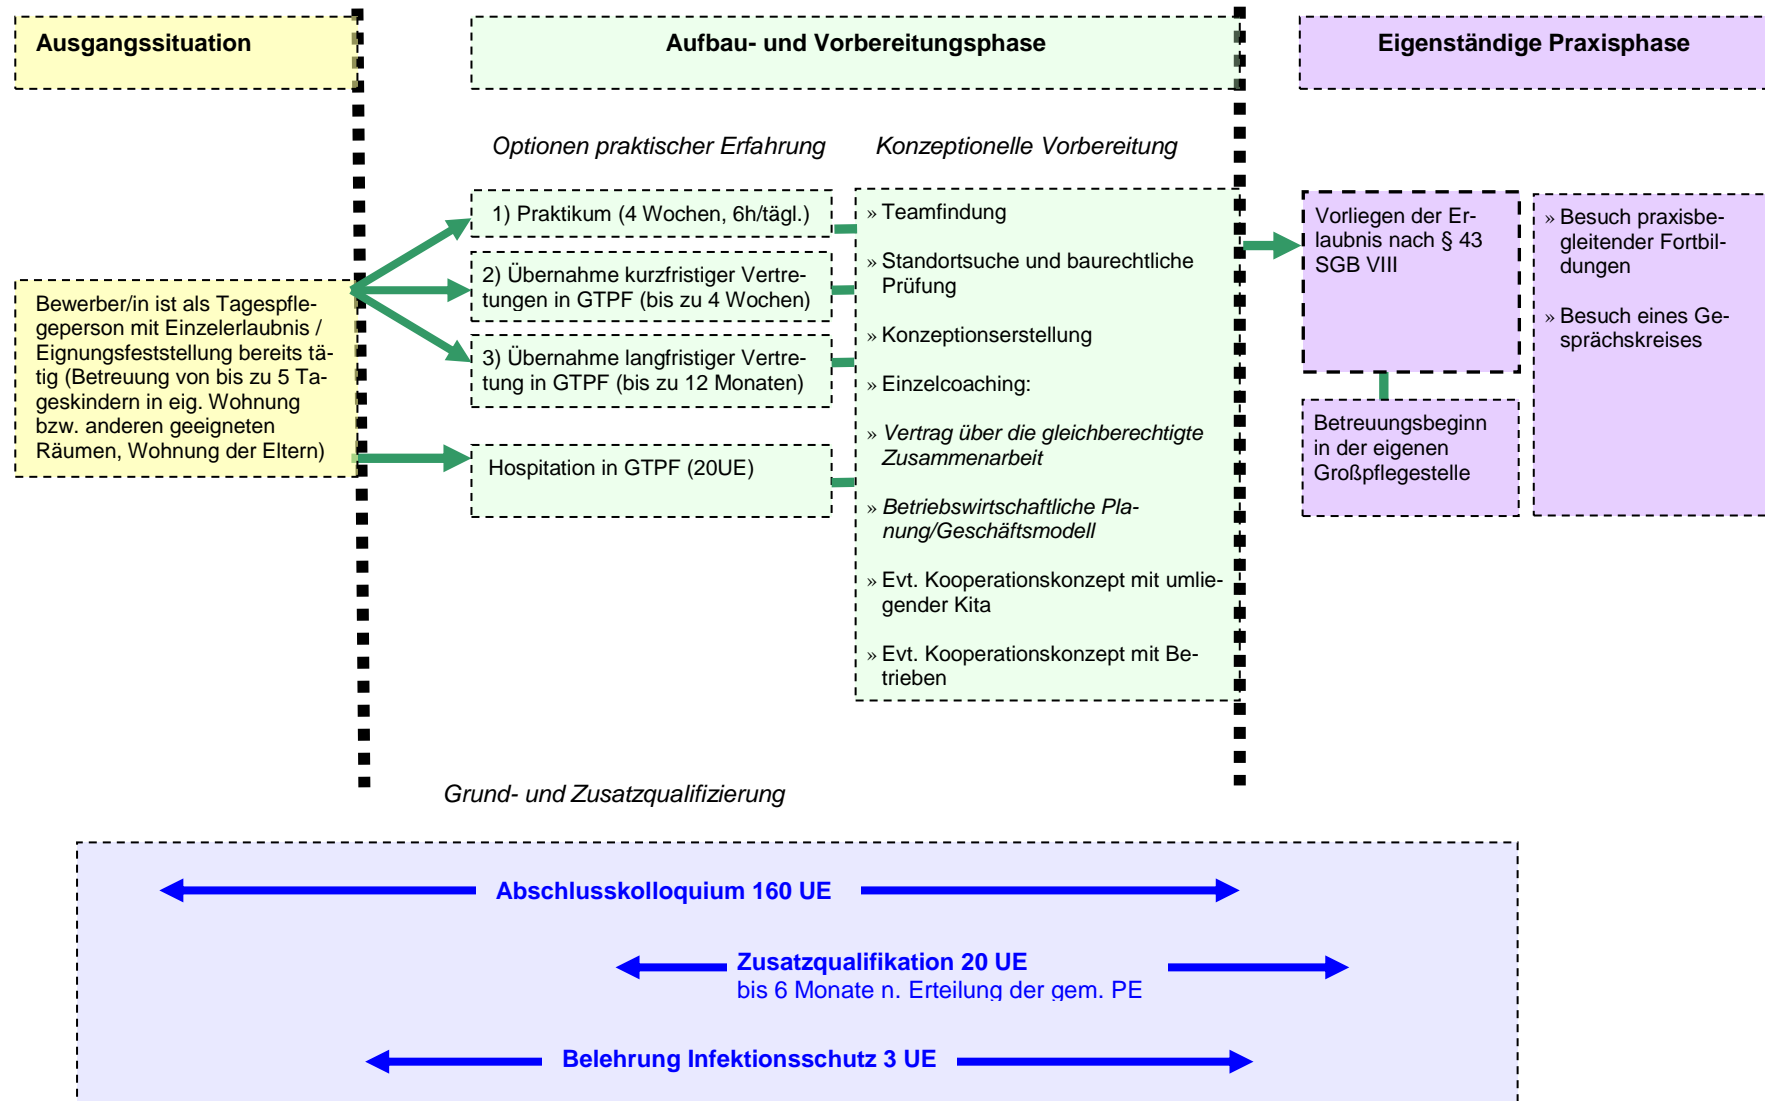 Ausgangssituation
Aufbau- und Vorbereitungsphase
Eigenständige Praxisphase
Optionen praktischer Erfahrung
Konzeptionelle Vorbereitung
Bewerber/in ist als Tagespfle-
geperson mit Einzelerlaubnis /
Eignungsfeststellung bereits tä-
tig (Betreuung von bis zu 5 Ta-
geskindern in eig. Wohnung
bzw. anderen geeigneten
Räumen, Wohnung der Eltern)
1) Praktikum (4 Wochen, 6h/tägl.)
2) Übernahme kurzfristiger Vertre-
tungen in GTPF (bis zu 4 Wochen)
3) Übernahme langfristiger Vertre-
tung in GTPF (bis zu 12 Monaten)
Hospitation in GTPF (20UE)
» Teamfindung
» Standortsuche und baurechtliche
Prüfung
» Konzeptionserstellung
» Einzelcoaching:
» Vertrag über die gleichberechtigte
Zusammenarbeit
» Betriebswirtschaftliche Pla-
nung/Geschäftsmodell
» Evt. Kooperationskonzept mit umlie-
gender Kita
» Evt. Kooperationskonzept mit Be-
trieben
Vorliegen der Er-
laubnis nach § 43
SGB VIII
Betreuungsbeginn
in der eigenen
Großpflegestelle
» Besuch praxisbe-
gleitender Fortbil-
dungen
» Besuch eines Ge-
sprächskreises
Grund- und Zusatzqualifizierung
Abschlusskolloquium 160 UE
Zusatzqualifikation 20 UE
bis 6 Monate n. Erteilung der gem. PE
Belehrung Infektionsschutz 3 UE